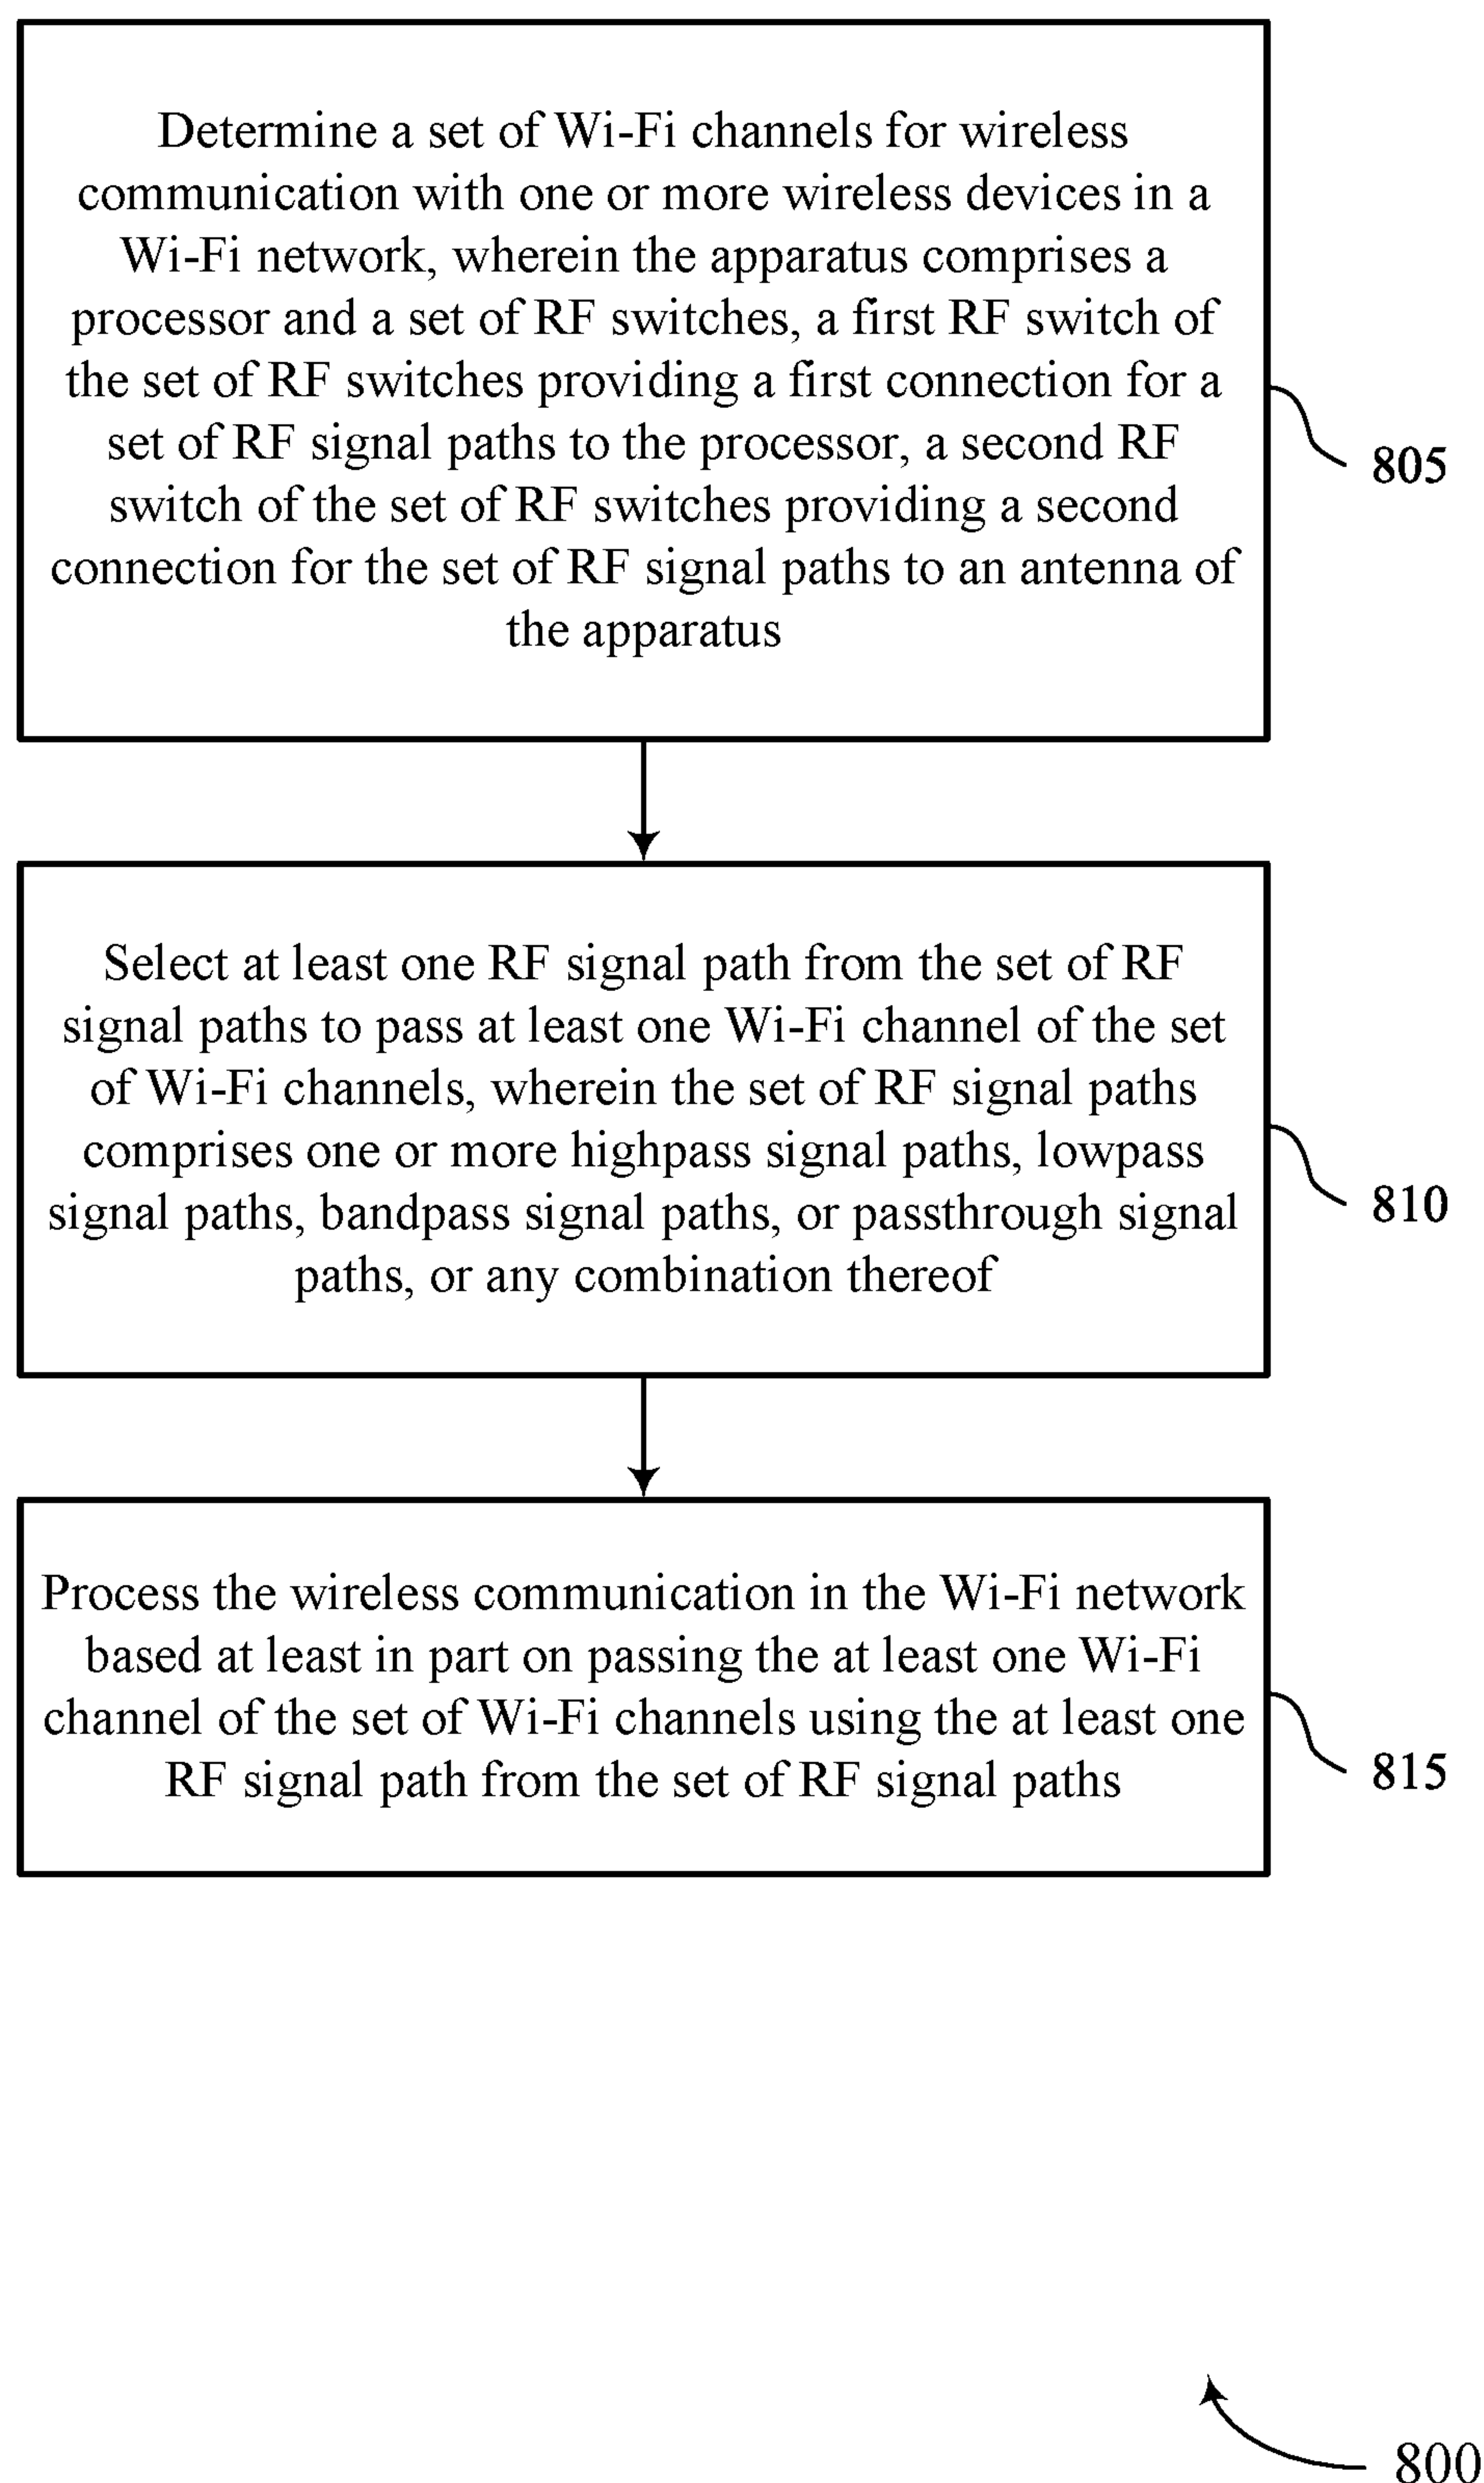 Determine a set of Wi-Fi channels for wireless
communication with one or more wireless devices in a
Wi-Fi network, wherein the apparatus comprises a
processor and a set of RF switches, a first RF switch of
the set of RF switches providing a first connection for a
set of RF signal paths to the processor, a second RF
switch of the set of RF switches providing a second
connection for the set of RF signal paths to an antenna of
the apparatus
805
Select at least one RF signal path from the set of RF
signal paths to pass at least one Wi-Fi channel of the set
of Wi-Fi channels, wherein the set of RF signal paths
comprises one or more highpass signal paths, lowpass
signal paths, bandpass signal paths, or passthrough signal
paths, or any combination thereof
810
Process the wireless communication in the Wi-Fi network
based at least in part on passing the at least one Wi-Fi
channel of the set of Wi-Fi channels using the at least one
RF signal path from the set of RF signal paths
815
800